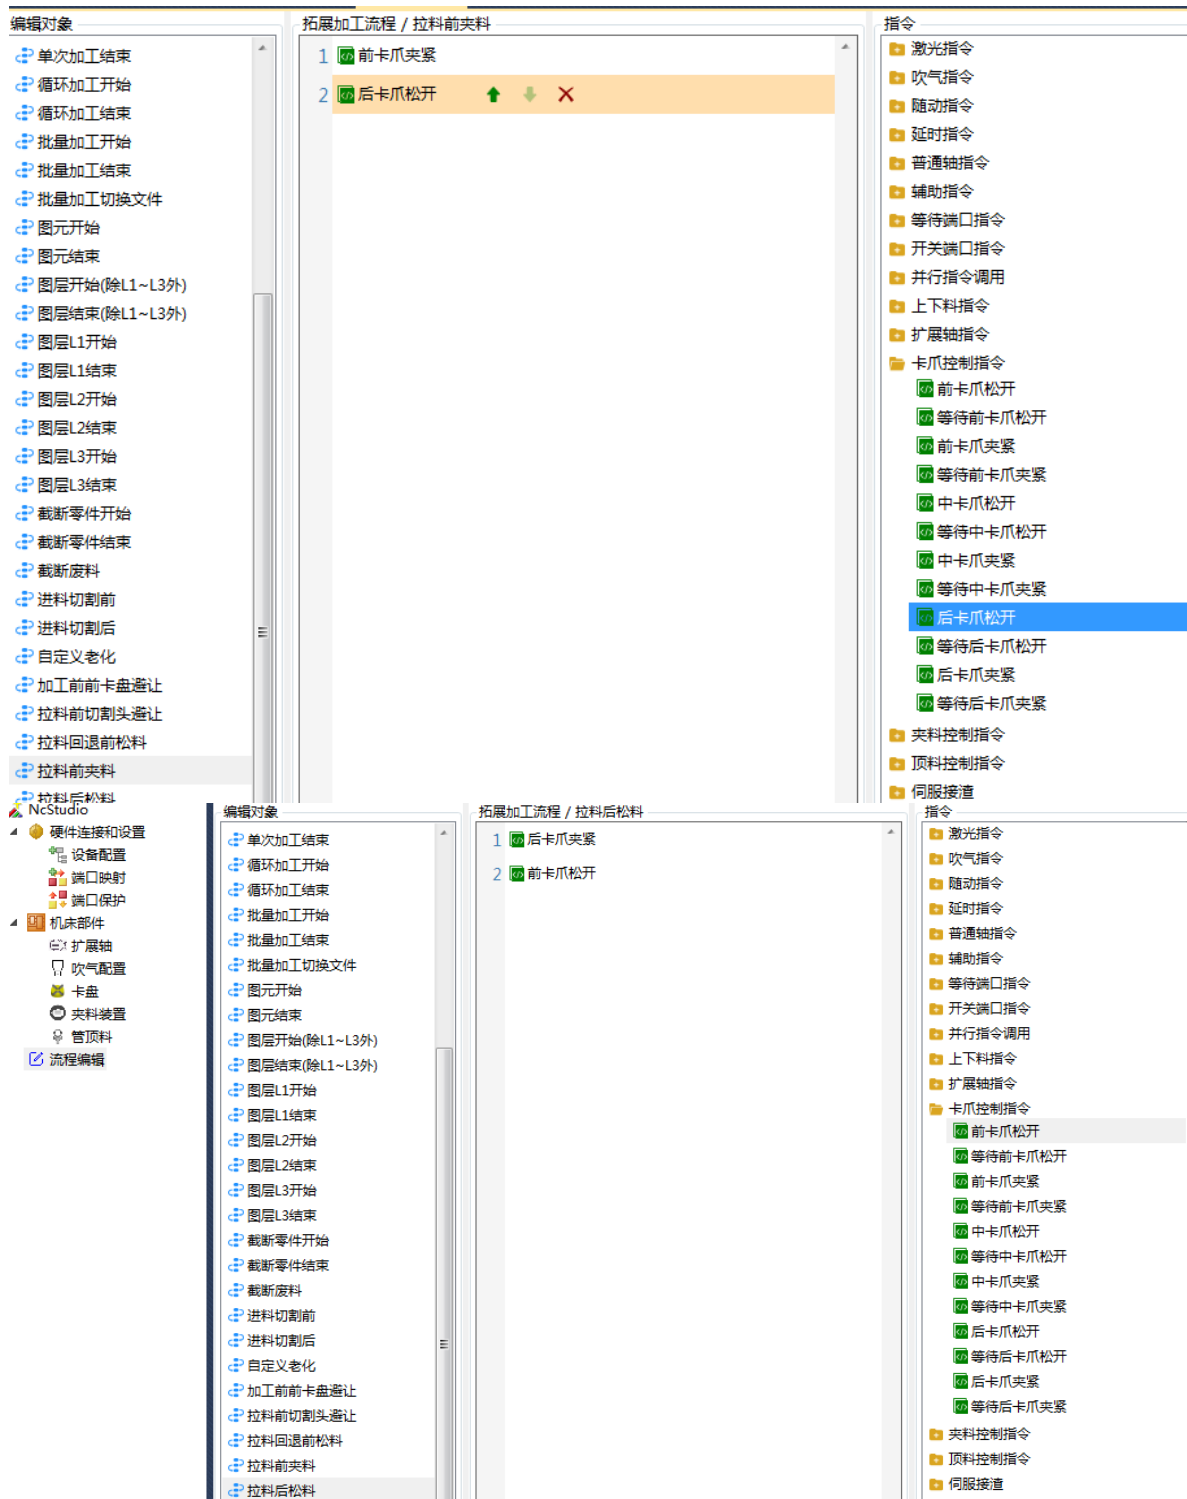 编辑对象
单次加工结束
循环加工开始
循环加工结束
批量加工开始
批量加工结束
批量加工切换文件
图元开始
图元结束
图层开始(除L1~L3外)
图层结束(除L1~L3外)
图层L1开始
图层L1结束
图层L2开始
图层L2结束
图层L3开始
图层L3结束
截断零件开始
截断零件结束
截断废料
进料切割前
进料切割后
自定义老化
加工前前卡盘避让
拉料前切割头避让
拉料回退前松料
拉料前夹料
拉料后松料
拓展加工流程 / 拉料前夹料
1 前卡爪夹紧
2 后卡爪松开
指令
激光指令
吹气指令
随动指令
延时指令
普通轴指令
辅助指令
等待端口指令
开关端口指令
并行指令调用
上下料指令
扩展轴指令
卡爪控制指令
前卡爪松开
等待前卡爪松开
前卡爪夹紧
等待前卡爪夹紧
中卡爪松开
等待中卡爪松开
中卡爪夹紧
等待中卡爪夹紧
后卡爪松开
等待后卡爪松开
后卡爪夹紧
等待后卡爪夹紧
夹料控制指令
顶料控制指令
伺服接渣
NcStudio
硬件连接和设置
设备配置
端口映射
端口保护
机床部件
扩展轴
吹气配置
卡盘
夹料装置
管顶料
流程编辑
编辑对象
单次加工结束
循环加工开始
循环加工结束
批量加工开始
批量加工结束
批量加工切换文件
图元开始
图元结束
图层开始(除L1~L3外)
图层结束(除L1~L3外)
图层L1开始
图层L1结束
图层L2开始
图层L2结束
图层L3开始
图层L3结束
截断零件开始
截断零件结束
截断废料
进料切割前
进料切割后
自定义老化
加工前前卡盘避让
拉料前切割头避让
拉料回退前松料
拉料前夹料
拉料后松料
拓展加工流程 / 拉料后松料
1 后卡爪夹紧
2 前卡爪松开
指令
激光指令
吹气指令
随动指令
延时指令
普通轴指令
辅助指令
等待端口指令
开关端口指令
并行指令调用
上下料指令
扩展轴指令
卡爪控制指令
前卡爪松开
等待前卡爪松开
前卡爪夹紧
等待前卡爪夹紧
中卡爪松开
等待中卡爪松开
中卡爪夹紧
等待中卡爪夹紧
后卡爪松开
等待后卡爪松开
后卡爪夹紧
等待后卡爪夹紧
夹料控制指令
顶料控制指令
伺服接渣